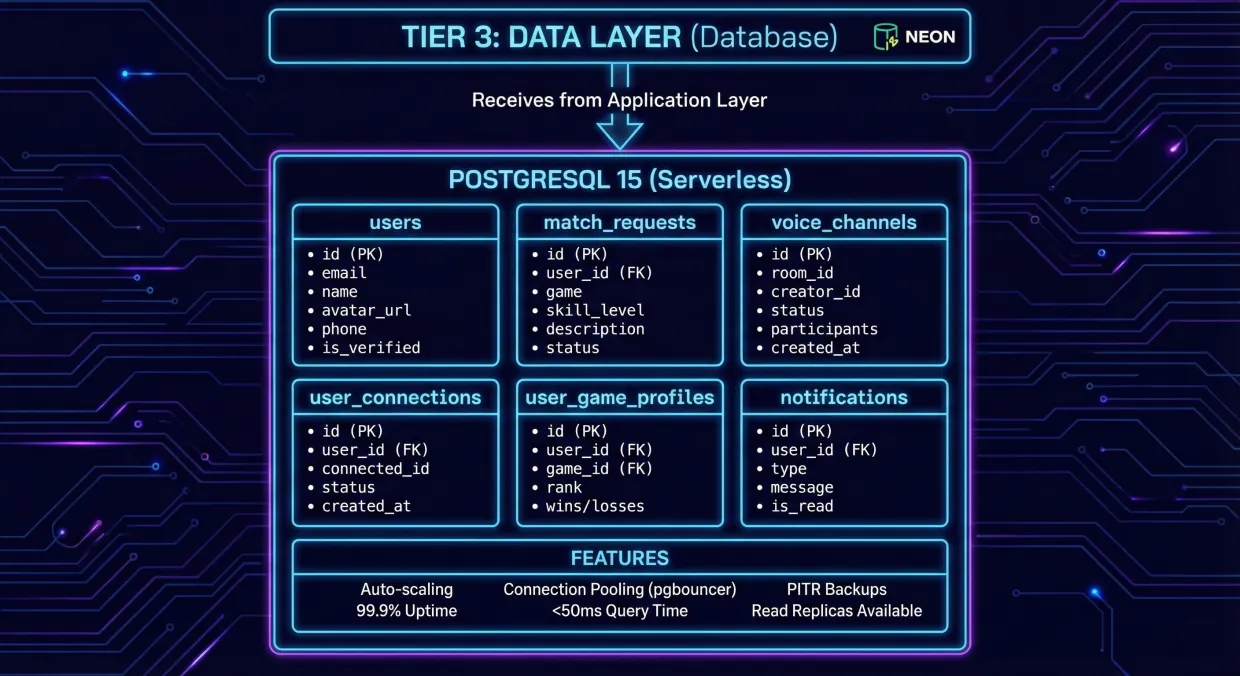 TIER 3: DATA LAYER (Database) NEON
Receives from Application Layer
POSTGRESQL 15 (Serverless)
users
• id (PK)
• email
• name
• avatar_url
• phone
• is_verified
match_requests
• id (PK)
• user_id (FK)
• game
• skill_level
• description
• status
voice_channels
• id (PK)
• room_id
• creator_id
• status
• participants
• created_at
user_connections
• id (PK)
• user_id (FK)
• connected_id
• status
• created_at
user_game_profiles
• id (PK)
• user_id (FK)
• game_id (FK)
• rank
• wins/losses
notifications
• id (PK)
• user_id (FK)
• type
• message
• is_read
FEATURES
Auto-scaling
99.9% Uptime
Connection Pooling (pgbouncer)
<50ms Query Time
PITR Backups
Read Replicas Available